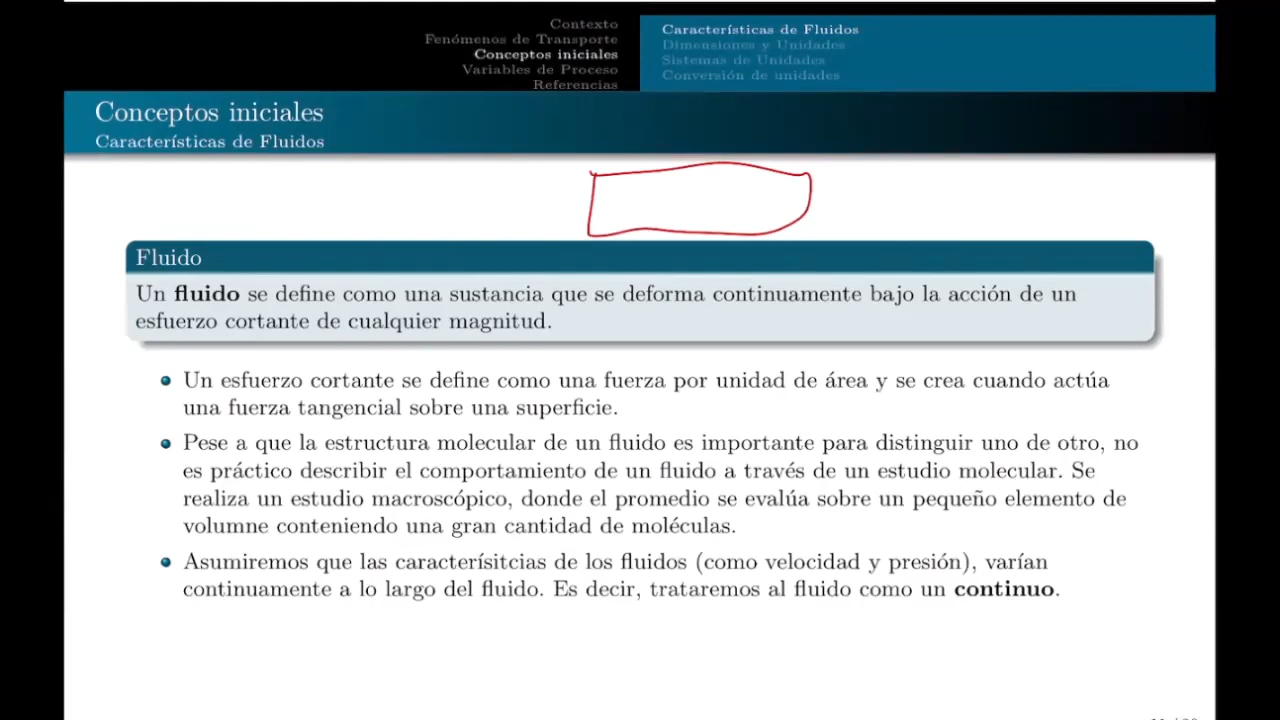 Contexto
Fenómenos de Transporte
Conceptos iniciales
Variables de Proceso
Referencias
Características de Fluidos
Dimensiones y Unidades
Sistemas de Unidades
Conversión de unidades
Conceptos iniciales
Características de Fluidos
Fluido
Un fluido se define como una sustancia que se deforma continuamente bajo la acción de un
esfuerzo cortante de cualquier magnitud.
Un esfuerzo cortante se define como una fuerza por unidad de área y se crea cuando actúa
una fuerza tangencial sobre una superficie.
Pese a que la estructura molecular de un fluido es importante para distinguir uno de otro, no
es práctico describir el comportamiento de un fluido a través de un estudio molecular. Se
realiza un estudio macroscópico, donde el promedio se evalúa sobre un pequeño elemento de
volumne conteniendo una gran cantidad de moléculas.
Asumiremos que las caracterísitcias de los fluidos (como velocidad y presión), varían
continuamente a lo largo del fluido. Es decir, trataremos al fluido como un continuo.